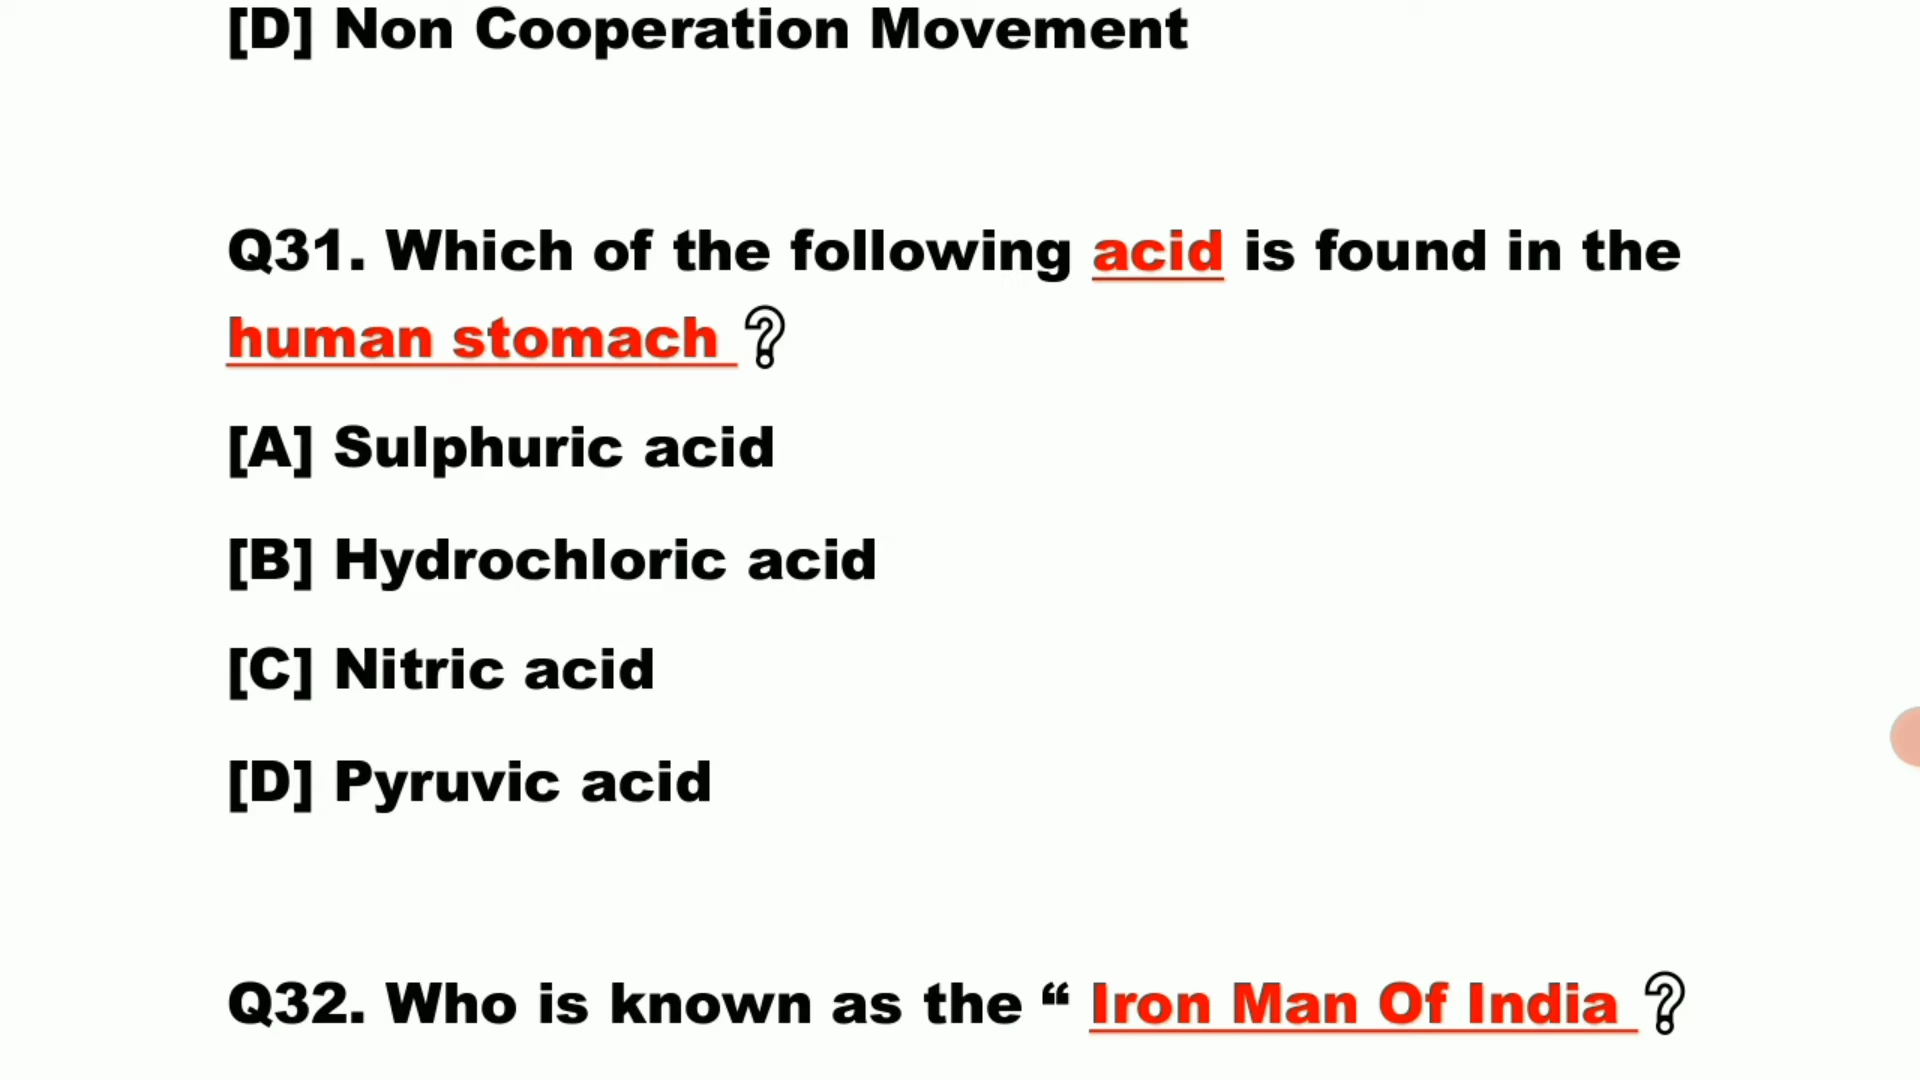 [D] Non Cooperation Movement
Q31. Which of the following acid is found in the
human stomach ?
[A] Sulphuric acid
[B] Hydrochloric acid
[C] Nitric acid
[D] Pyruvic acid
Q32. Who is known as the “ Iron Man Of India ?